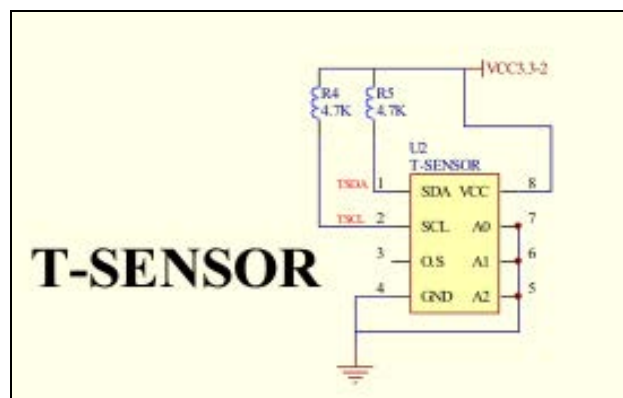 VCC3.3-2
R4 R5
4.7K 4.7K
U2
T-SENSOR
TSDA 1 SDA VCC 8
TSCL 2 SCL A0 7
3 O.S A1 6
4 GND A2 5
T-SENSOR